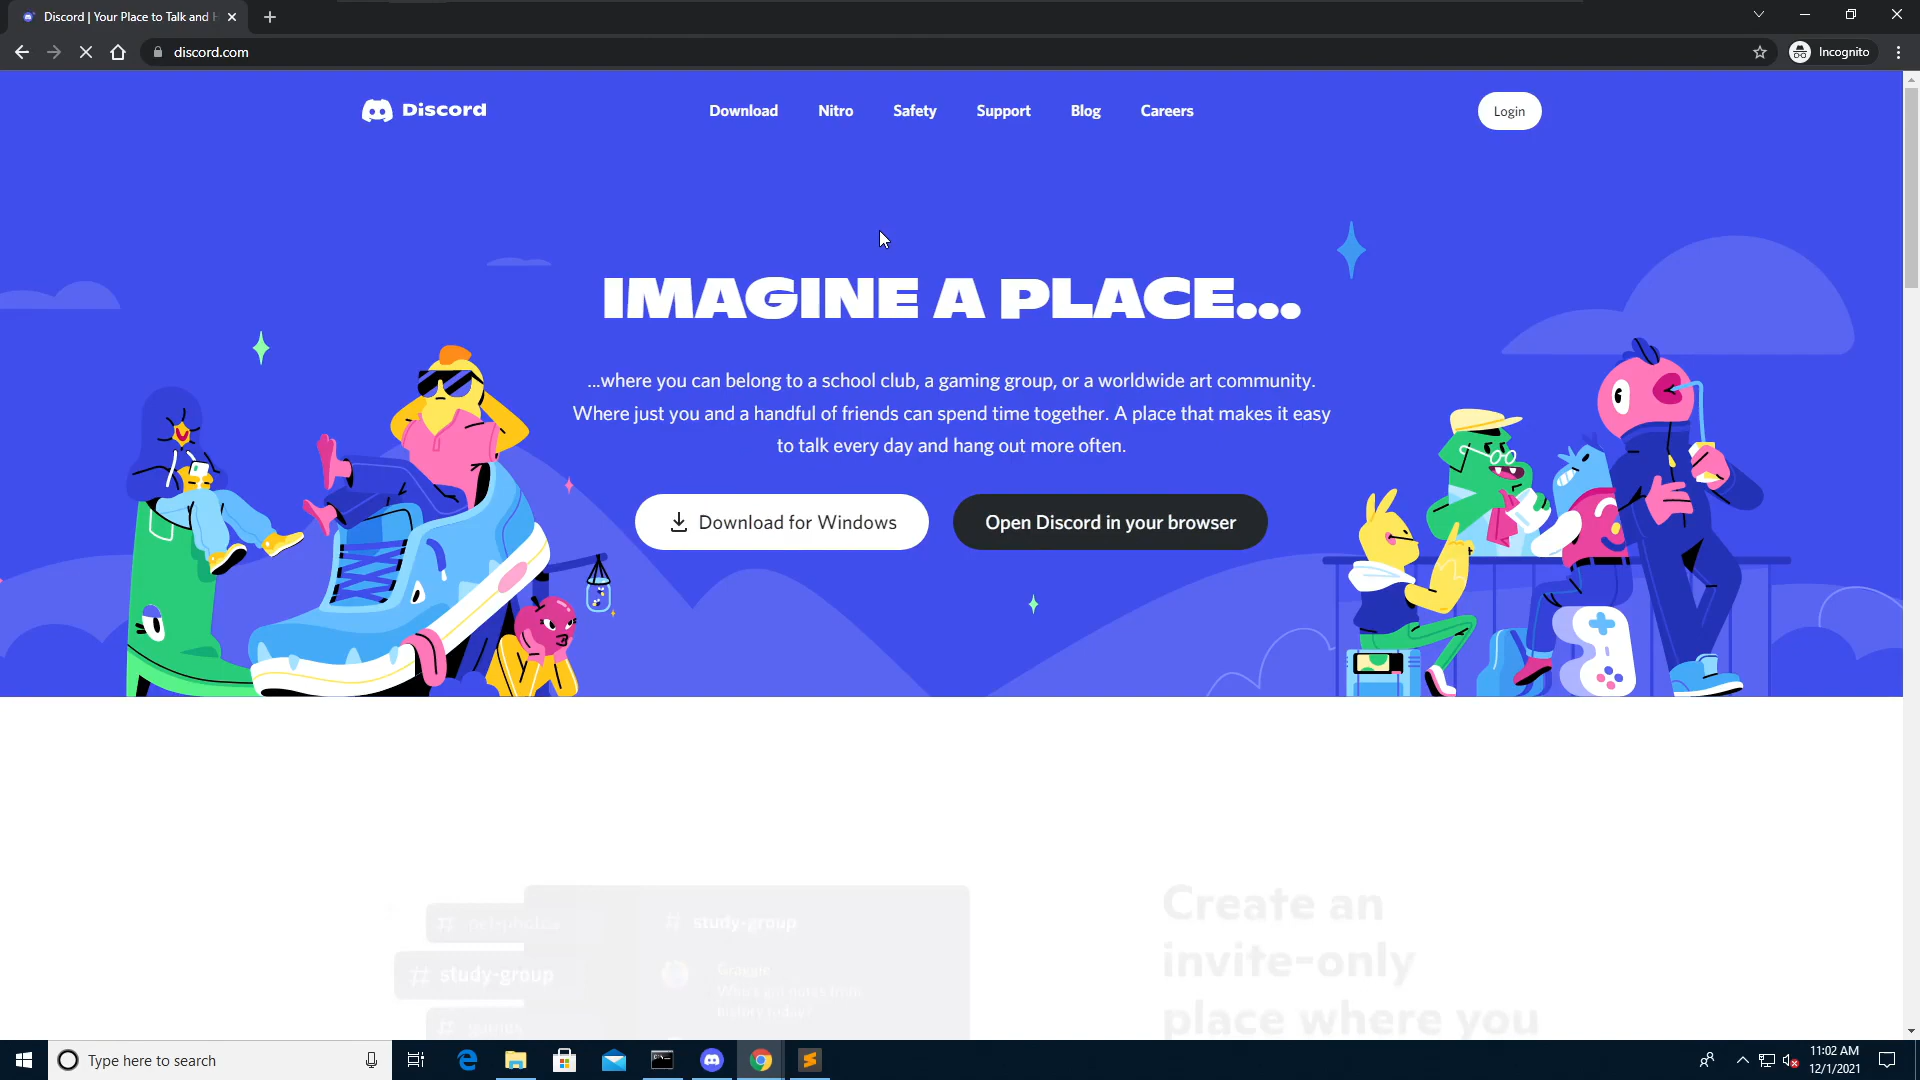 Discord | Your Place to Talk and H
discord.com
Incognito
Discord
Download
Nitro
Safety
Support
Blog
Careers
Login
IMAGINE A PLACE...
...where you can belong to a school club, a gaming group, or a worldwide art community.
Where just you and a handful of friends can spend time together. A place that makes it easy
to talk every day and hang out more often.
Download for Windows
Open Discord in your browser
# study-group
# study-group
Create an
invite-only
place where you
Type here to search
11:02 AM
12/1/2021